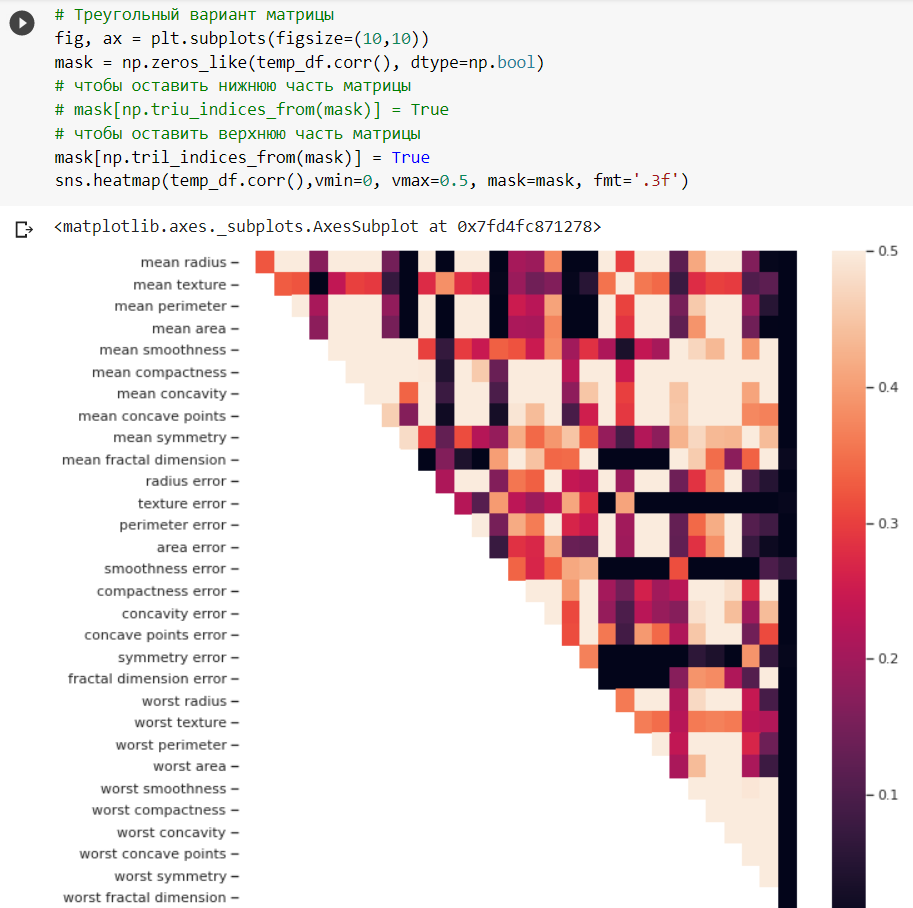 # Треугольный вариант матрицы
fig, ax = plt.subplots(figsize=(10,10))
mask = np.zeros_like(temp_df.corr(), dtype=np.bool)
# чтобы оставить нижнюю часть матрицы
# mask[np.triu_indices_from(mask)] = True
# чтобы оставить верхнюю часть матрицы
mask[np.tril_indices_from(mask)] = True
sns.heatmap(temp_df.corr(),vmin=0, vmax=0.5, mask=mask, fmt='.3f')
<matplotlib.axes._subplots.AxesSubplot at 0x7fd4fc871278>
mean radius
mean texture
mean perimeter
mean area
mean smoothness
mean compactness
mean concavity
mean concave points
mean symmetry
mean fractal dimension
radius error
texture error
perimeter error
area error
smoothness error
compactness error
concavity error
concave points error
symmetry error
fractal dimension error
worst radius
worst texture
worst perimeter
worst area
worst smoothness
worst compactness
worst concavity
worst concave points
worst symmetry
worst fractal dimension
0.5
0.4
0.3
0.2
0.1